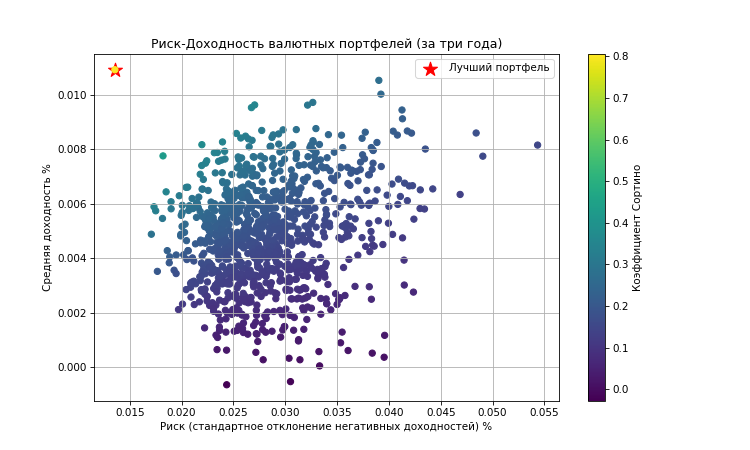 Риск-Доходность валютных портфелей (за три года)
Лучший портфель
0.010
0.008
0.006
0.004
0.002
0.000
Средняя доходность %
0.015 0.020 0.025 0.030 0.035 0.040 0.045 0.050 0.055
Риск (стандартное отклонение негативных доходностей) %
0.8
0.7
0.6
0.5
0.4
0.3
0.2
0.1
0.0
Коэффициент Сортино